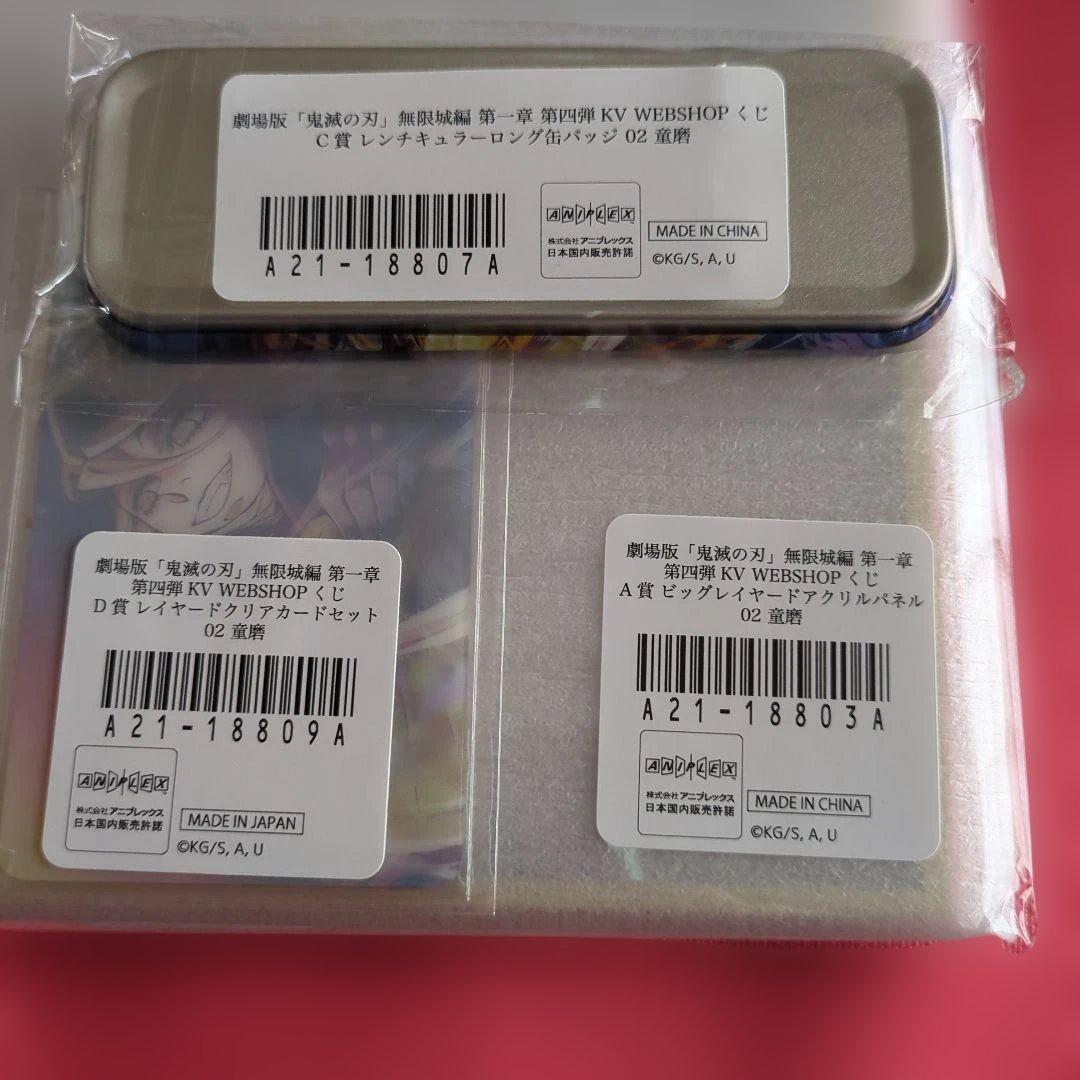 劇場版「鬼滅の刃」無限城編 第一章 第四弾 KV WEBSHOP くじ
C 賞 レンチキュラーロング缶バッジ 02 童磨
A21-18807A
ANIPLEX
株式会社 アニプレックス
日本国内販売許諾
MADE IN CHINA
©KG/S, A, U
劇場版「鬼滅の刃」無限城編 第一章
第四弾 KV WEBSHOP くじ
D 賞 レイヤードクリアカードセット
02 童磨
A21-18809A
ANIPLEX
株式会社 アニプレックス
日本国内販売許諾
MADE IN JAPAN
©KG/S, A, U
劇場版「鬼滅の刃」無限城編 第一章
第四弾 KV WEBSHOP くじ
A 賞 ビッグレイヤードアクリルパネル
02 童磨
A21-18803A
ANIPLEX
株式会社 アニプレックス
日本国内販売許諾
MADE IN CHINA
©KG/S, A, U